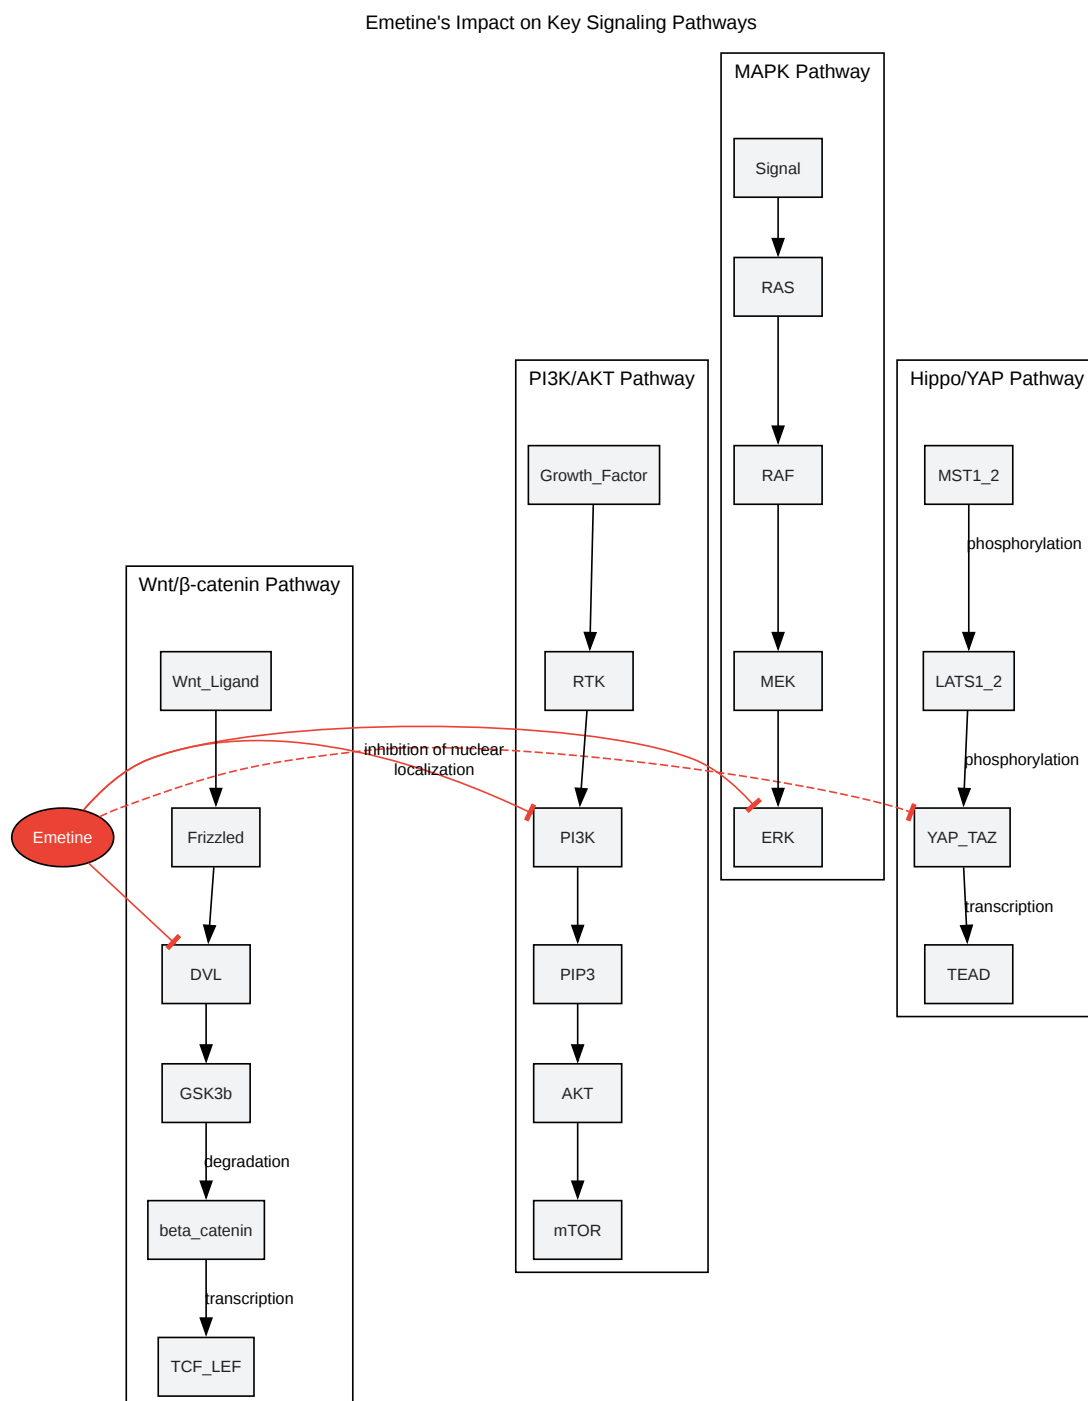 Emetine's Impact on Key Signaling Pathways
MAPK Pathway
Signal
RAS
RAF
MEK
ERK
PI3K/AKT Pathway
Growth_Factor
RTK
PI3K
PIP3
AKT
mTOR
Hippo/YAP Pathway
MST1_2
phosphorylation
LATS1_2
phosphorylation
YAP_TAZ
transcription
TEAD
Wnt/β-catenin Pathway
Wnt_Ligand
Frizzled
DVL
GSK3b
degradation
beta_catenin
transcription
TCF_LEF
inhibition of nuclear
localization
Emetine